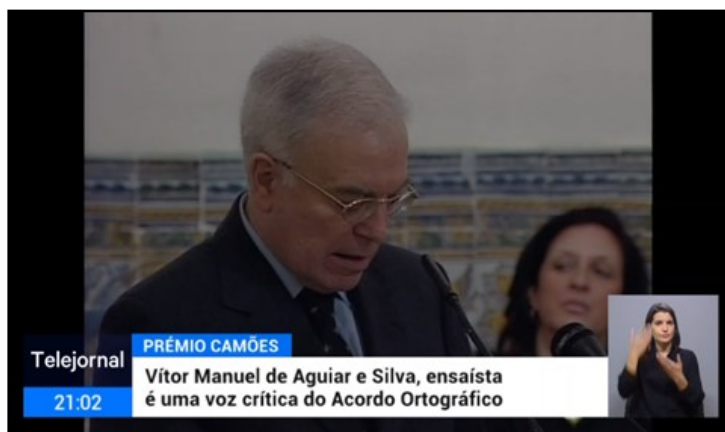 PRÉMIO CAMÕES
Telejornal
Vítor Manuel de Aguiar e Silva, ensaísta
é uma voz crítica do Acordo Ortográfico
21:02